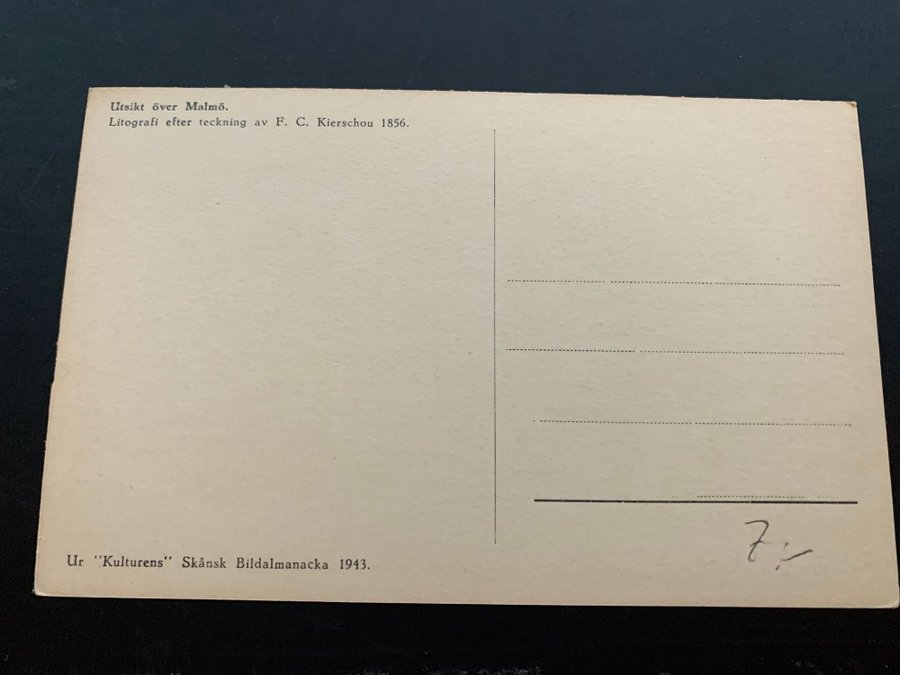 Utsikt över Malmö.
Litografi efter teckning av F. C. Kierschou 1856.
Ur "Kulturens" Skånsk Bildalmanacka 1943.
7:-